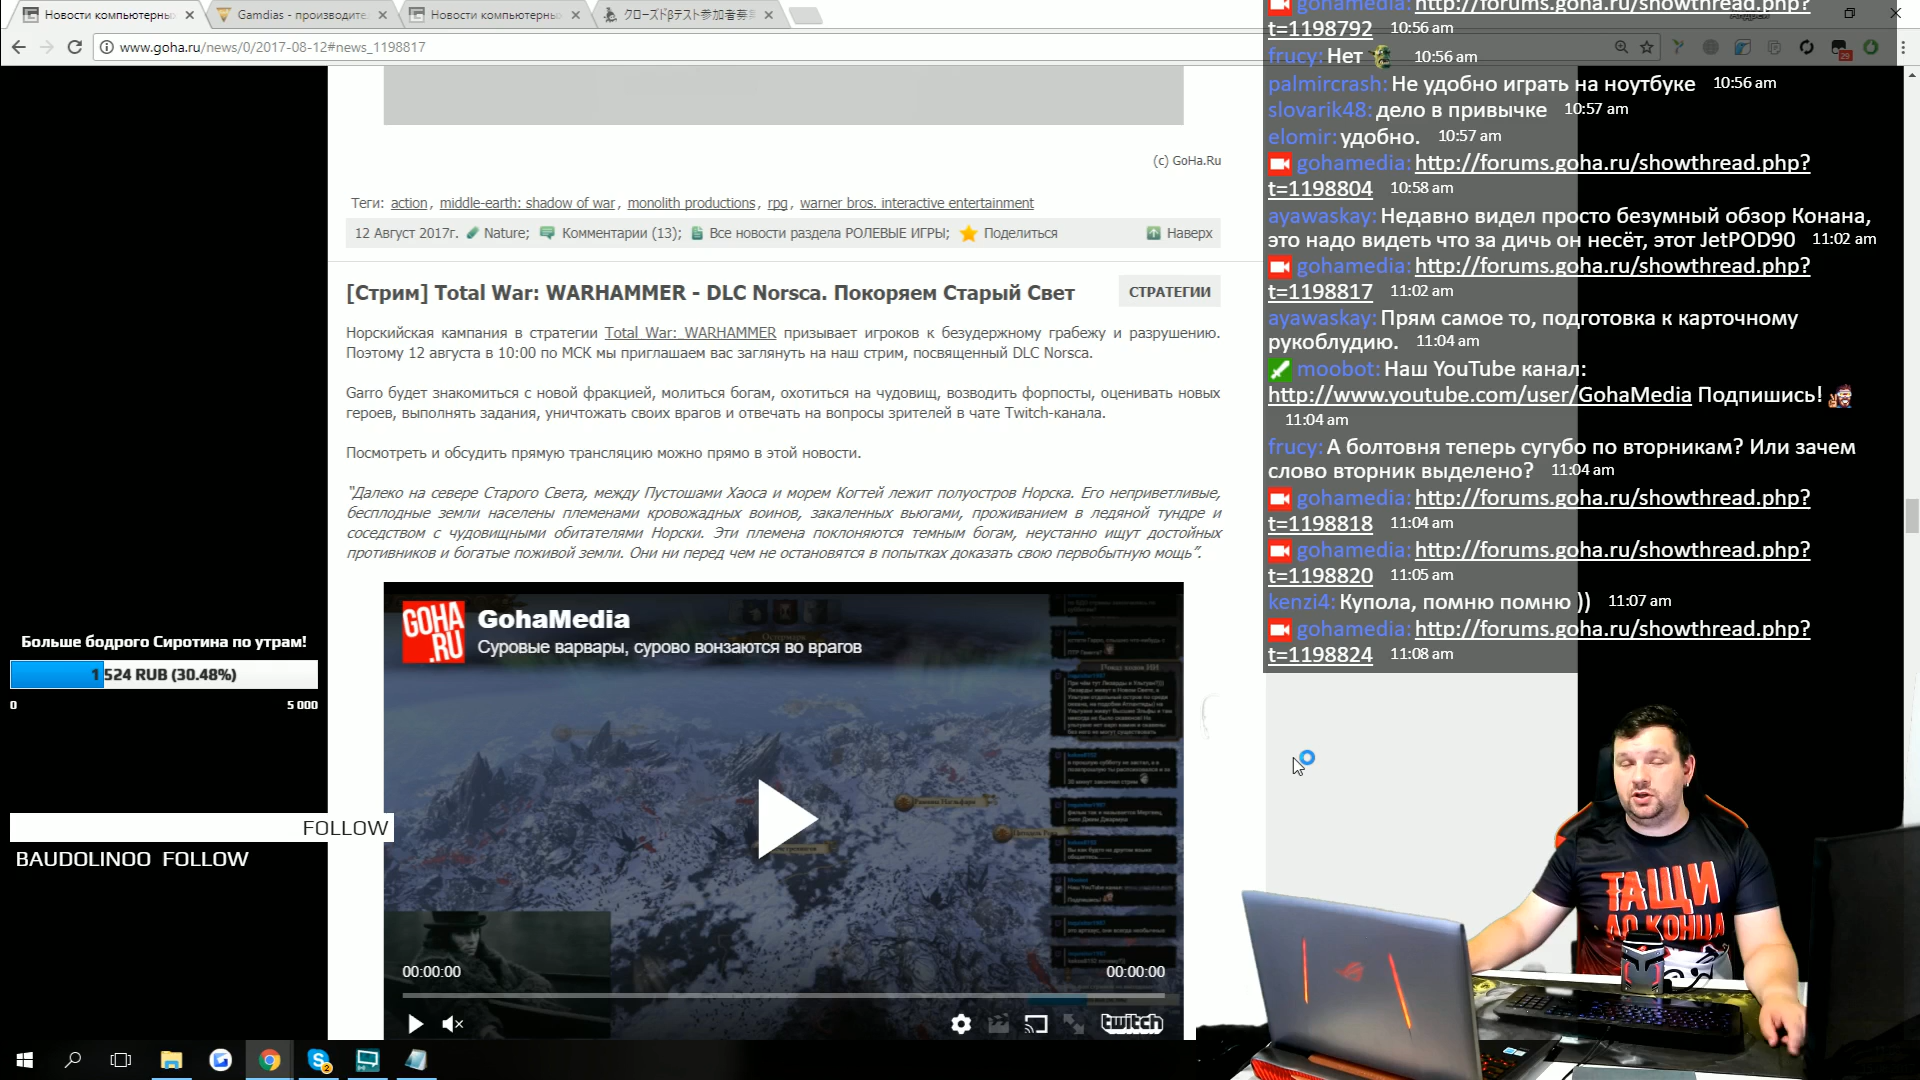 Новости компьютерны
Gamdias - производите
Новости компьютерны
クローズドβテスト参加者募
www.goha.ru/news/0/2017-08-12#news_1198817
(c) GoHa.Ru
Теги: action, middle-earth: shadow of war, monolith productions, rpg, warner bros. interactive entertainment
12 Август 2017г. Nature; Комментарии (13); Все новости раздела РОЛЕВЫЕ ИГРЫ; Поделиться Наверх
[Стрим] Total War: WARHAMMER - DLC Norsca. Покоряем Старый Свет
СТРАТЕГИИ
Норскийская кампания в стратегии Total War: WARHAMMER призывает игроков к безудержному грабежу и разрушению.
Поэтому 12 августа в 10:00 по МСК мы приглашаем вас заглянуть на наш стрим, посвященный DLC Norsca.
Garro будет знакомиться с новой фракцией, молиться богам, охотиться на чудовищ, возводить форпосты, оценивать новых
героев, выполнять задания, уничтожать своих врагов и отвечать на вопросы зрителей в чате Twitch-канала.
Посмотреть и обсудить прямую трансляцию можно прямо в этой новости.
"Далеко на севере Старого Света, между Пустошами Хаоса и морем Когтей лежит полуостров Норска. Его неприветливые,
бесплодные земли населены племенами кровожадных воинов, закаленных вьюгами, проживанием в ледяной тундре и
соседством с чудовищными обитателями Норски. Эти племена поклоняются темным богам, неустанно ищут достойных
противников и богатые поживой земли. Они ни перед чем не остановятся в попытках доказать свою первобытную мощь".
GOHA
.RU
GohaMedia
Суровые варвары, сурово вонзаются во врагов
00:00:00
00:00:00
twitch
Больше бодрого Сиротина по утрам!
1 524 RUB (30.48%)
0
5 000
FOLLOW
BAUDOLINOO FOLLOW
gohamedia: http://forums.goha.ru/showthread.php?
t=1198792 10:56 am
frucy: Нет 10:56 am
palmircrash: Не удобно играть на ноутбуке 10:56 am
slovarik48: дело в привычке 10:57 am
elomir: удобно. 10:57 am
gohamedia: http://forums.goha.ru/showthread.php?
t=1198804 10:58 am
ayawaskay: Недавно видел просто безумный обзор Конана,
это надо видеть что за дичь он несёт, этот JetPOD90 11:02 am
gohamedia: http://forums.goha.ru/showthread.php?
t=1198817 11:02 am
ayawaskay: Прям самое то, подготовка к карточному
рукоблудию. 11:04 am
moobot: Наш YouTube канал:
http://www.youtube.com/user/GohaMedia Подпишись!
11:04 am
frucy: А болтовня теперь сугубо по вторникам? Или зачем
слово вторник выделено? 11:04 am
gohamedia: http://forums.goha.ru/showthread.php?
t=1198818 11:04 am
gohamedia: http://forums.goha.ru/showthread.php?
t=1198820 11:05 am
kenzi4: Купола, помню помню )) 11:07 am
gohamedia: http://forums.goha.ru/showthread.php?
t=1198824 11:08 am
ТАЩИ
ДО КОНЦА